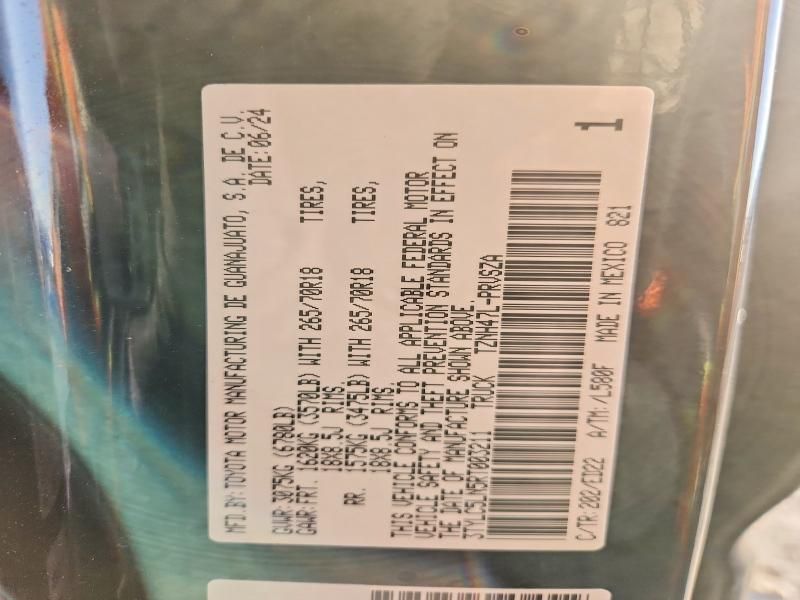 MFD.BY:TOYOTA MOTOR MANUFACTURING DE GUANAJUATO, S.A. DE C.V.
DATE:06/24
GVWR:3075KG (6780LB)
GAWR:FRT. 1620KG (3570LB) WITH 265/70R18 TIRES,
18X8.5J RIMS.
RR. 1575KG (3475LB) WITH 265/70R18 TIRES,
18X8.5J RIMS.
THIS VEHICLE CONFORMS TO ALL APPLICABLE FEDERAL MOTOR
VEHICLE SAFETY AND THEFT PREVENTION STANDARDS IN EFFECT ON
THE DATE OF MANUFACTURE SHOWN ABOVE.
3TYLC5LN5RT003211 TRUCK TZNH47L-PRVSZA
C/TR:202/EJ022 A/TM:/L580F MADE IN MEXICO 821
1